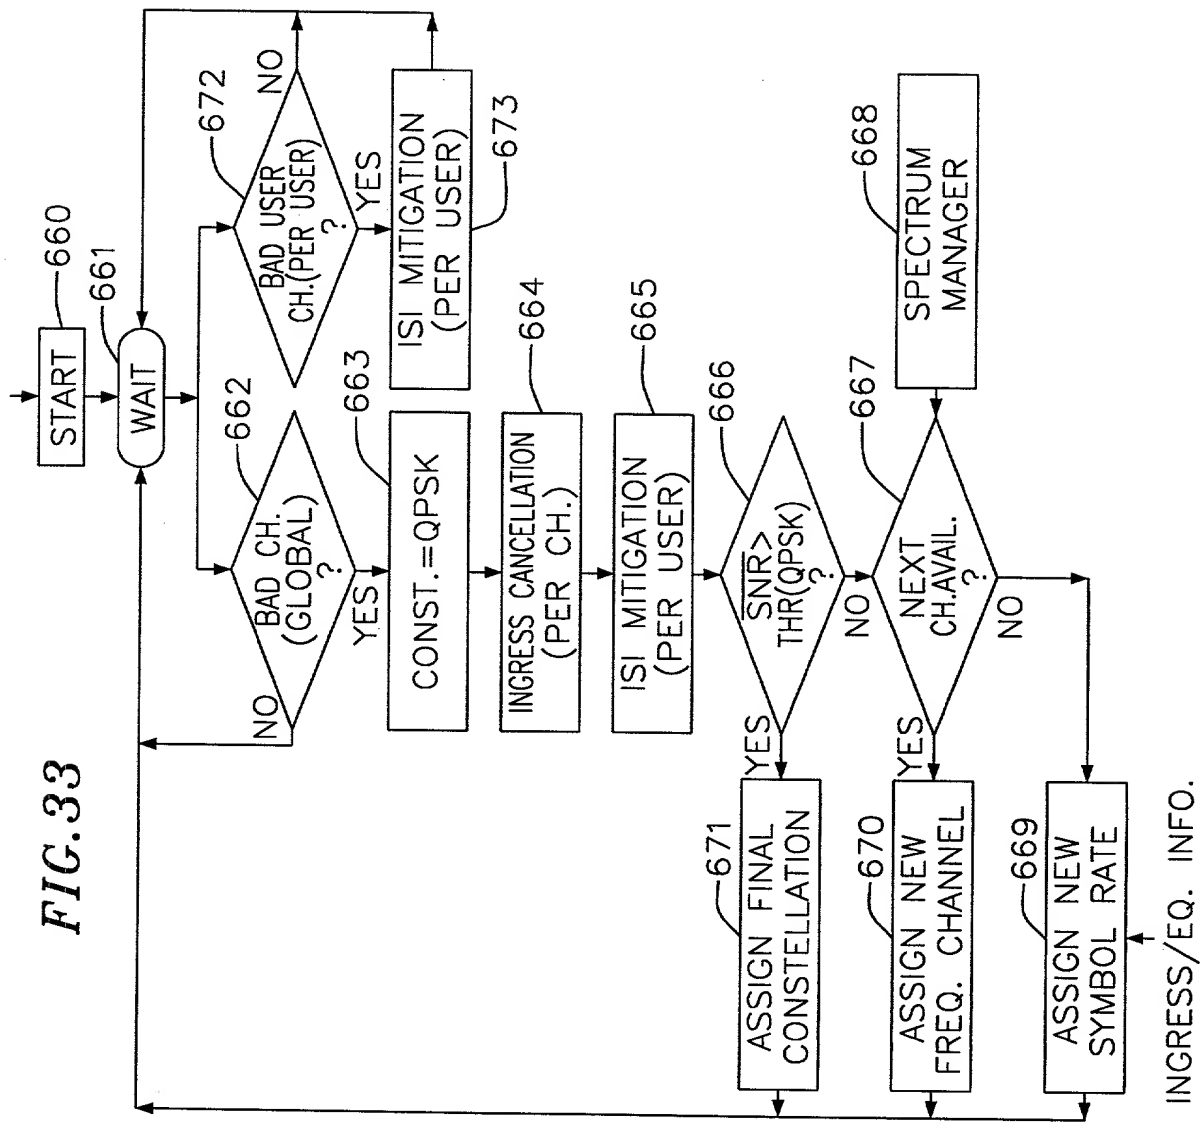 FIG.33
START
660
WAIT
661
BAD CH.
(GLOBAL)
?
662
NO
YES
BAD USER
CH.(PER USER)
?
672
NO
YES
CONST.=QPSK
663
ISI MITIGATION
(PER USER)
673
INGRESS CANCELLATION
(PER CH.)
664
ISI MITIGATION
(PER USER)
665
SNR>
THR(QPSK)
?
666
YES
NO
ASSIGN FINAL
CONSTELLATION
671
NEXT
CH.AVAIL.
?
667
YES
NO
SPECTRUM
MANAGER
668
ASSIGN NEW
FREQ. CHANNEL
670
ASSIGN NEW
SYMBOL RATE
669
INGRESS/EQ. INFO.